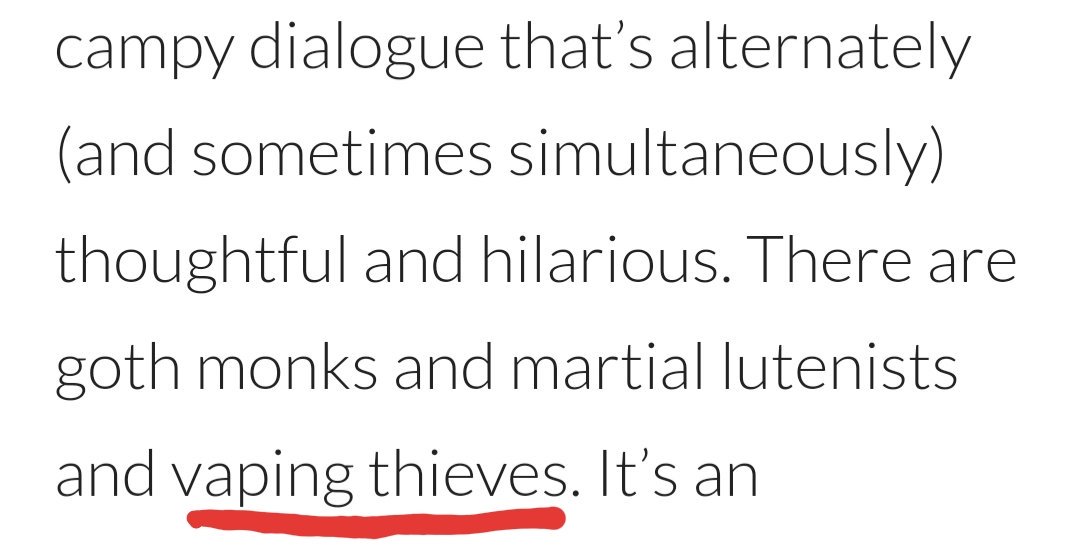 campy dialogue that’s alternately
(and sometimes simultaneously)
thoughtful and hilarious. There are
goth monks and martial lutenists
and vaping thieves. It’s an